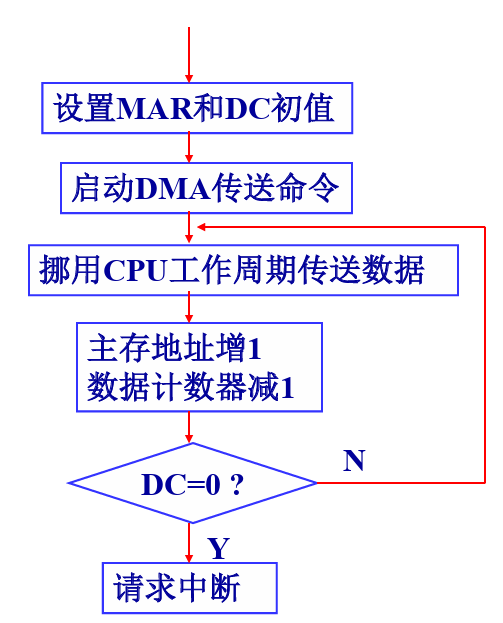 设置MAR和DC初值
启动DMA传送命令
挪用CPU工作周期传送数据
主存地址增1
数据计数器减1
DC=0 ?
N
Y
请求中断